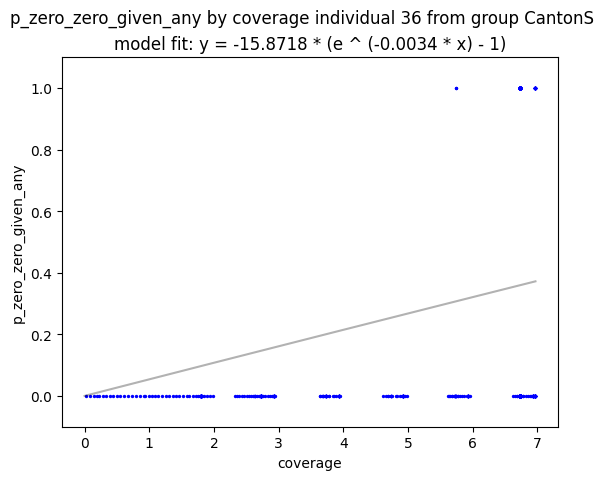 p_zero_zero_given_any by coverage individual 36 from group CantonS
model fit: y = -15.8718 * (e ^ (-0.0034 * x) - 1)
1.0
0.8
0.6
0.4
0.2
0.0
p_zero_zero_given_any
0 1 2 3 4 5 6 7
coverage